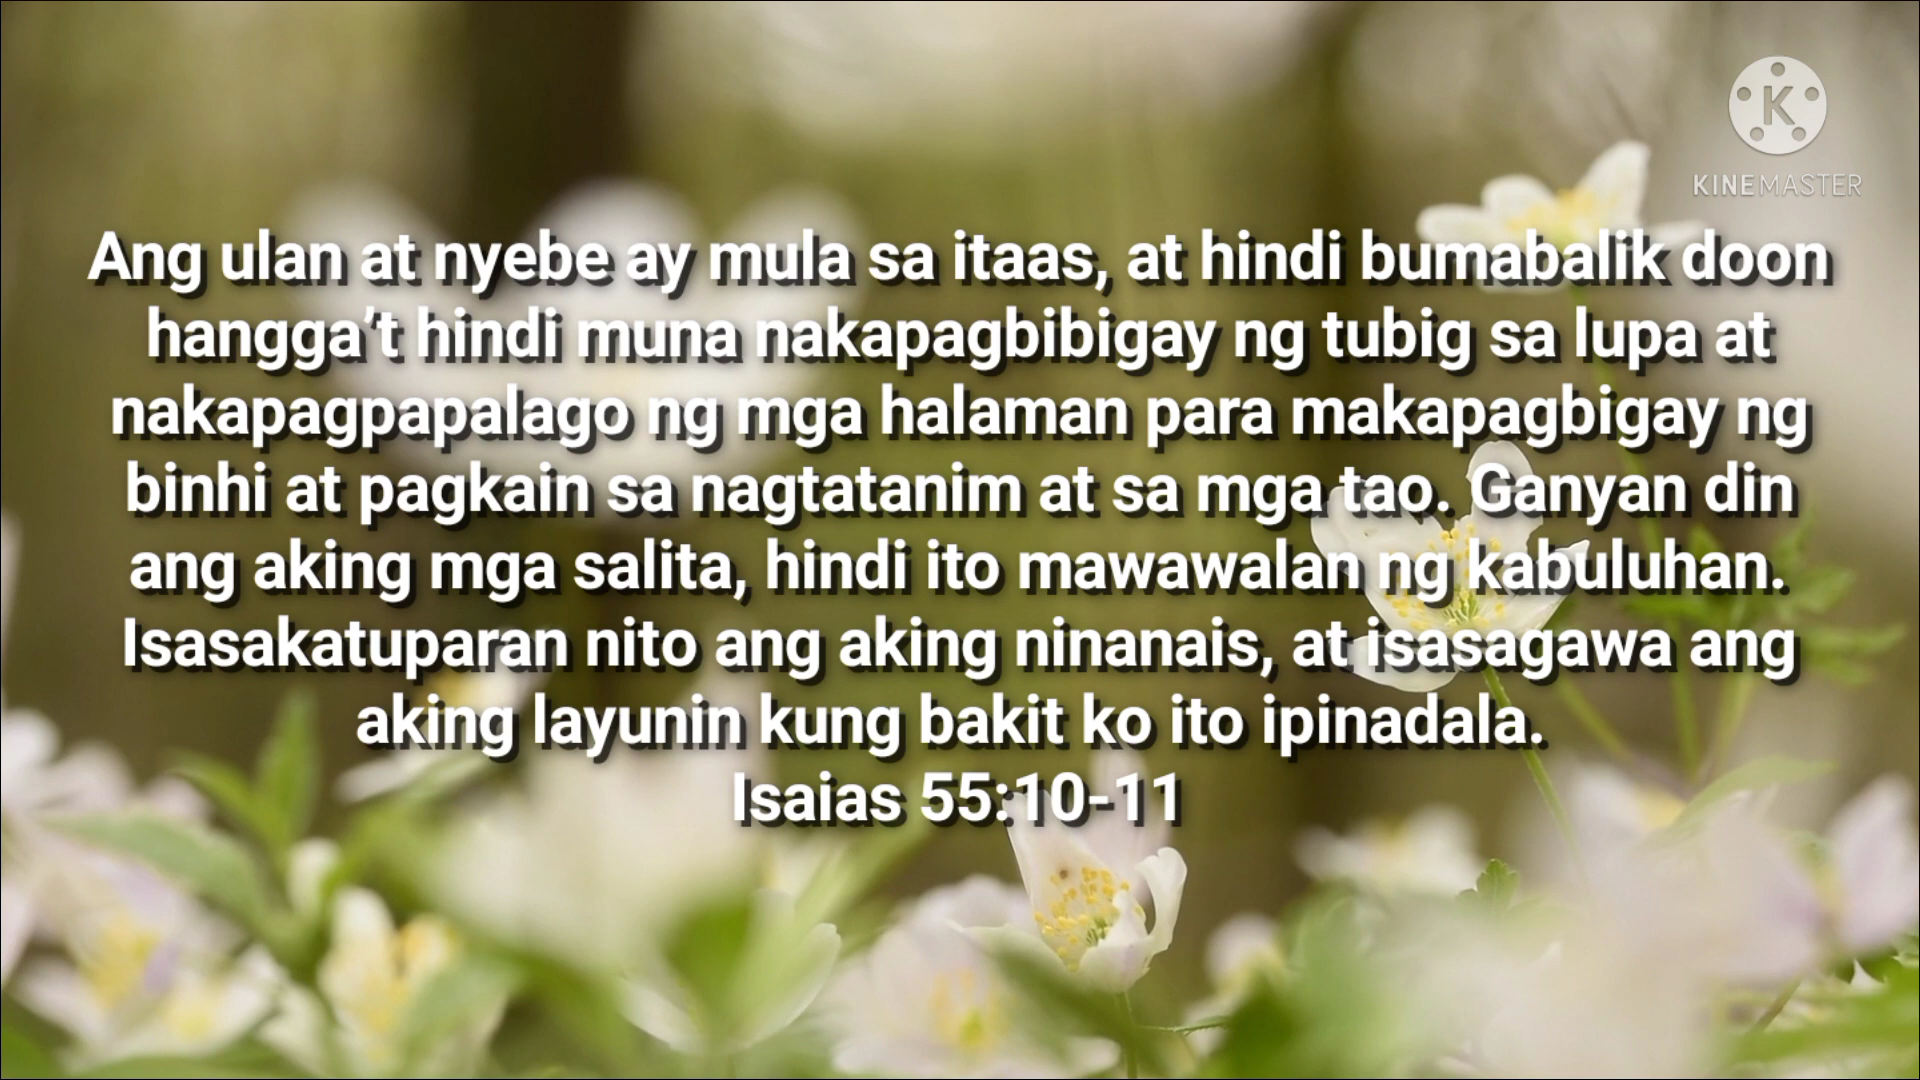 KINEMASTER
Ang ulan at nyebe ay mula sa itaas, at hindi bumabalik doon
hangga’t hindi muna nakapagbibigay ng tubig sa lupa at
nakapagpapalago ng mga halaman para makapagbigay ng
binhi at pagkain sa nagtatanim at sa mga tao. Ganyan din
ang aking mga salita, hindi ito mawawalan ng kabuluhan.
Isasakatuparan nito ang aking ninanais, at isasagawa ang
aking layunin kung bakit ko ito ipinadala.
Isaias 55:10-11